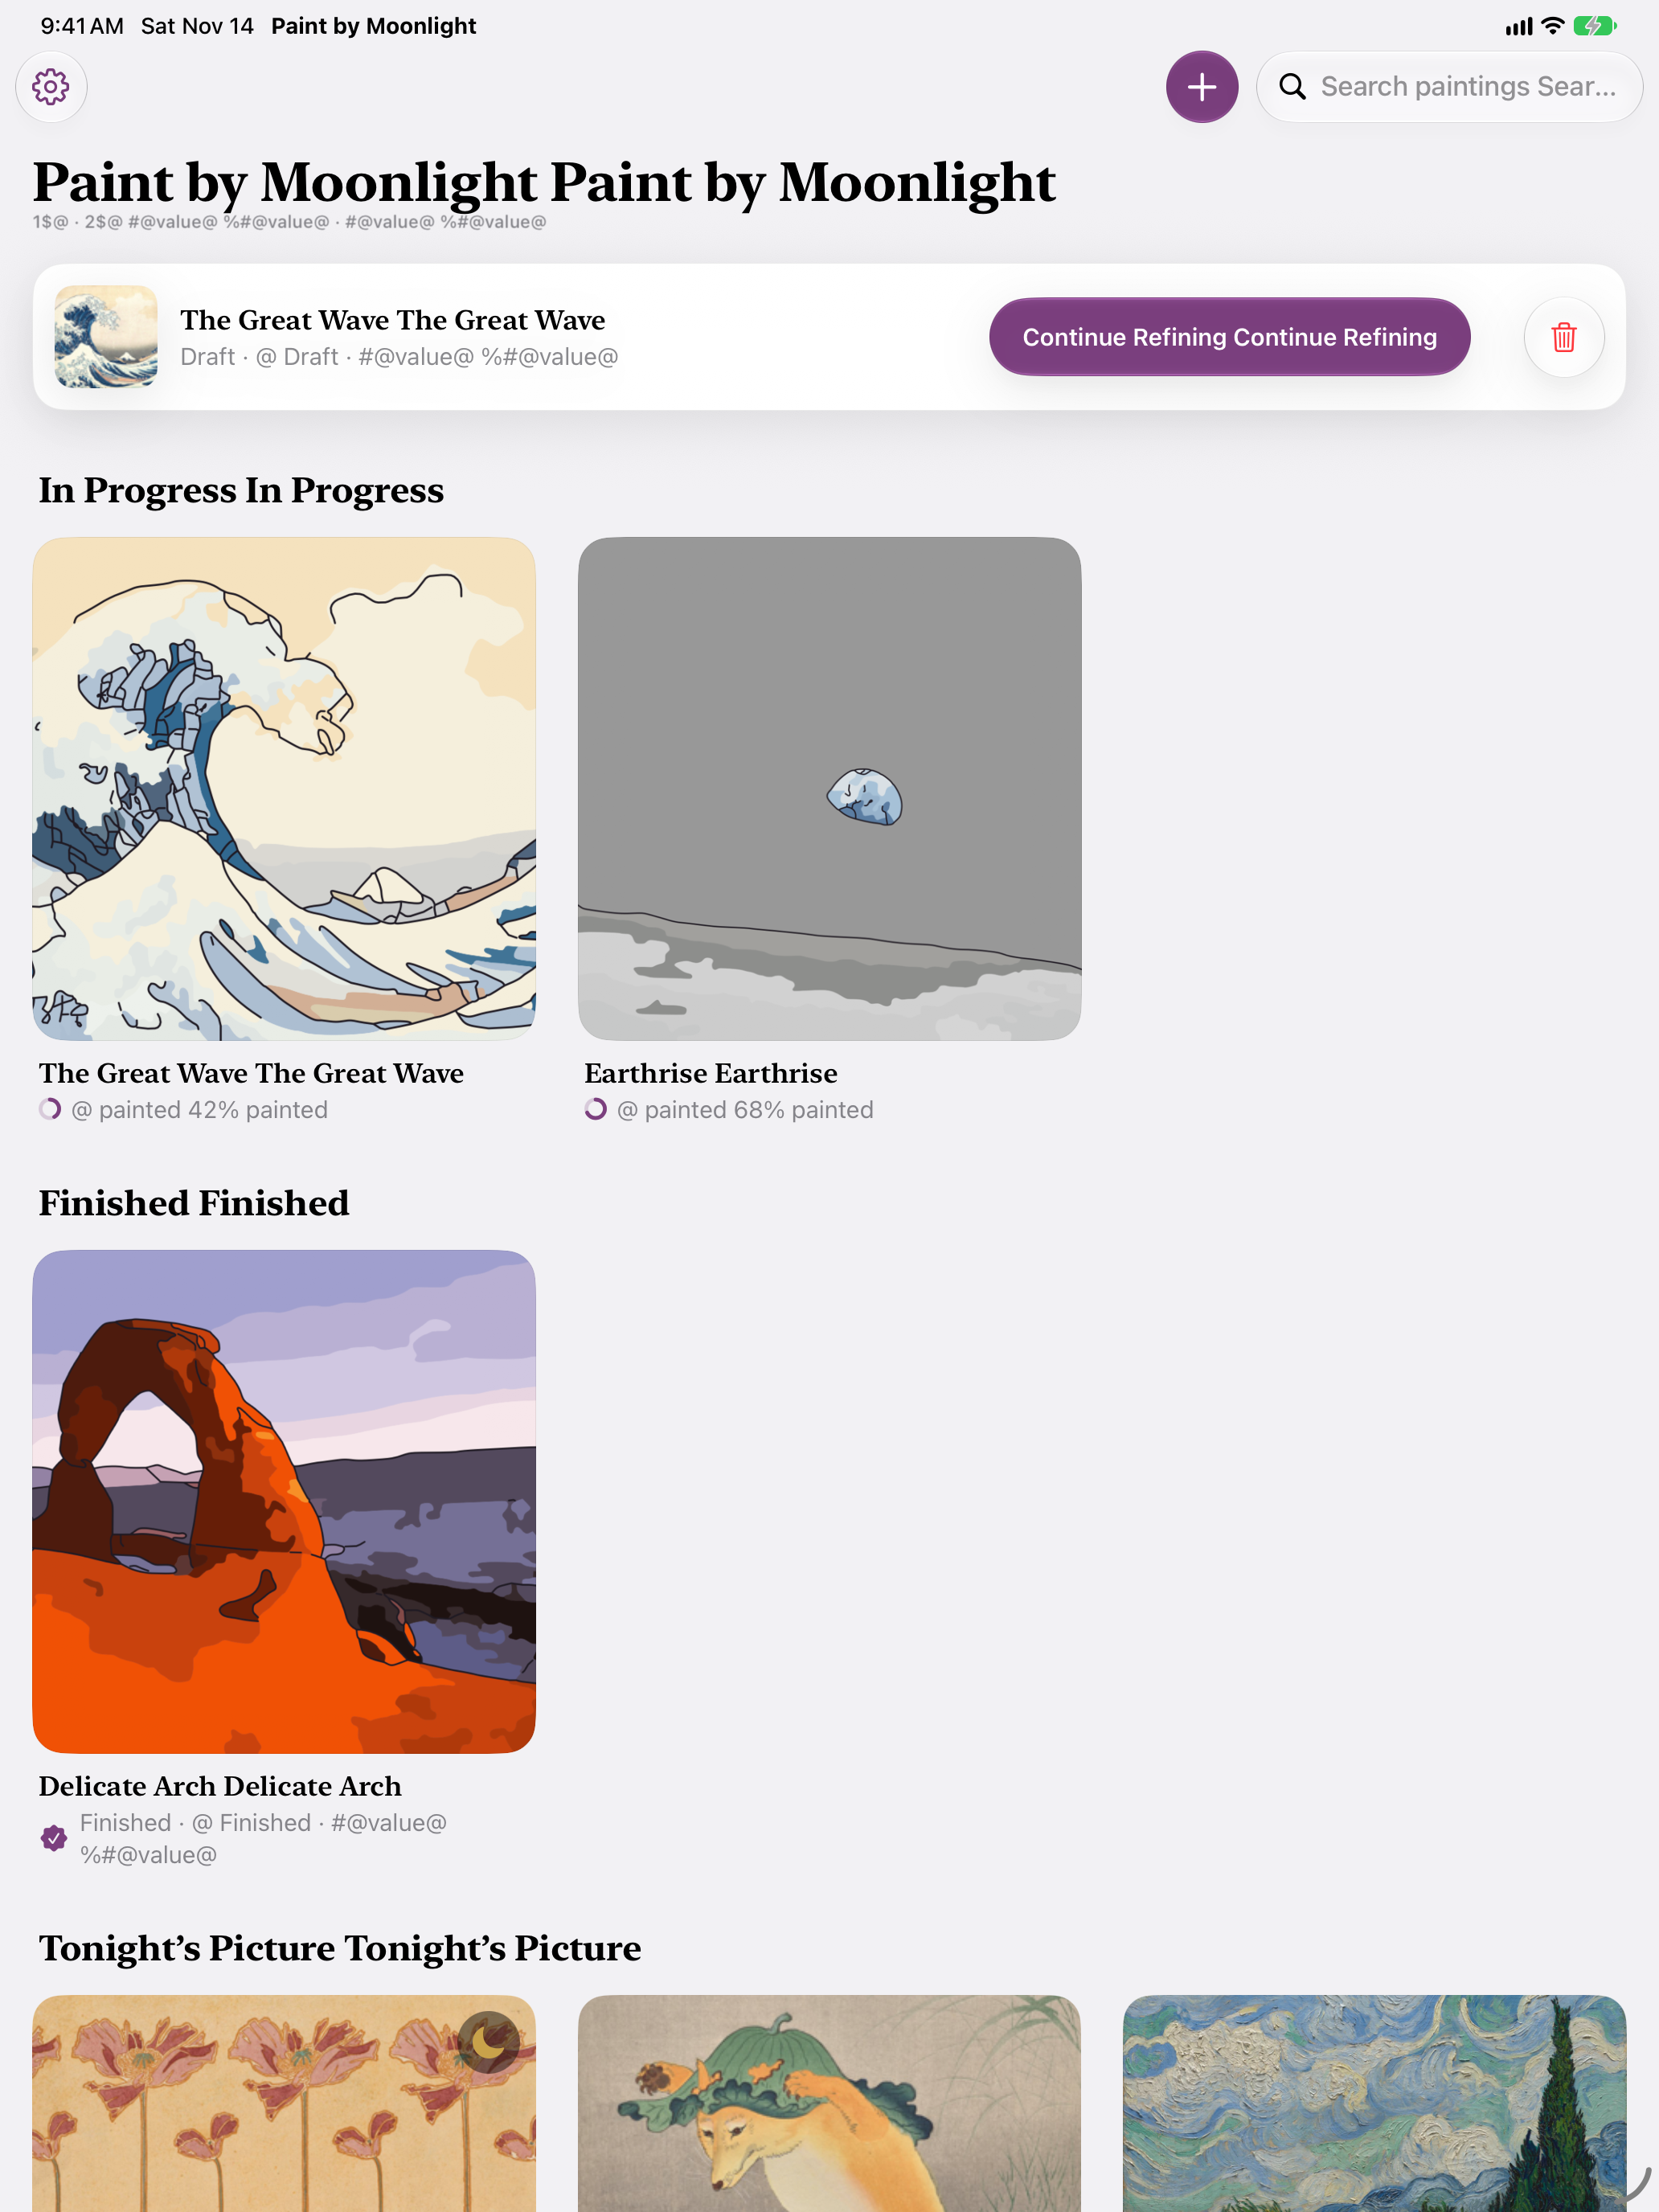 9:41 AM Sat Nov 14 Paint by Moonlight
Search paintings Sear...
Paint by Moonlight Paint by Moonlight
1$@ · 2$@ #@value@ %#@value@ · #@value@ %#@value@
The Great Wave The Great Wave
Draft · @ Draft · #@value@ %#@value@
Continue Refining Continue Refining
In Progress In Progress
The Great Wave The Great Wave
@ painted 42% painted
Earthrise Earthrise
@ painted 68% painted
Finished Finished
Delicate Arch Delicate Arch
Finished · @ Finished · #@value@
%#@value@
Tonight’s Picture Tonight’s Picture